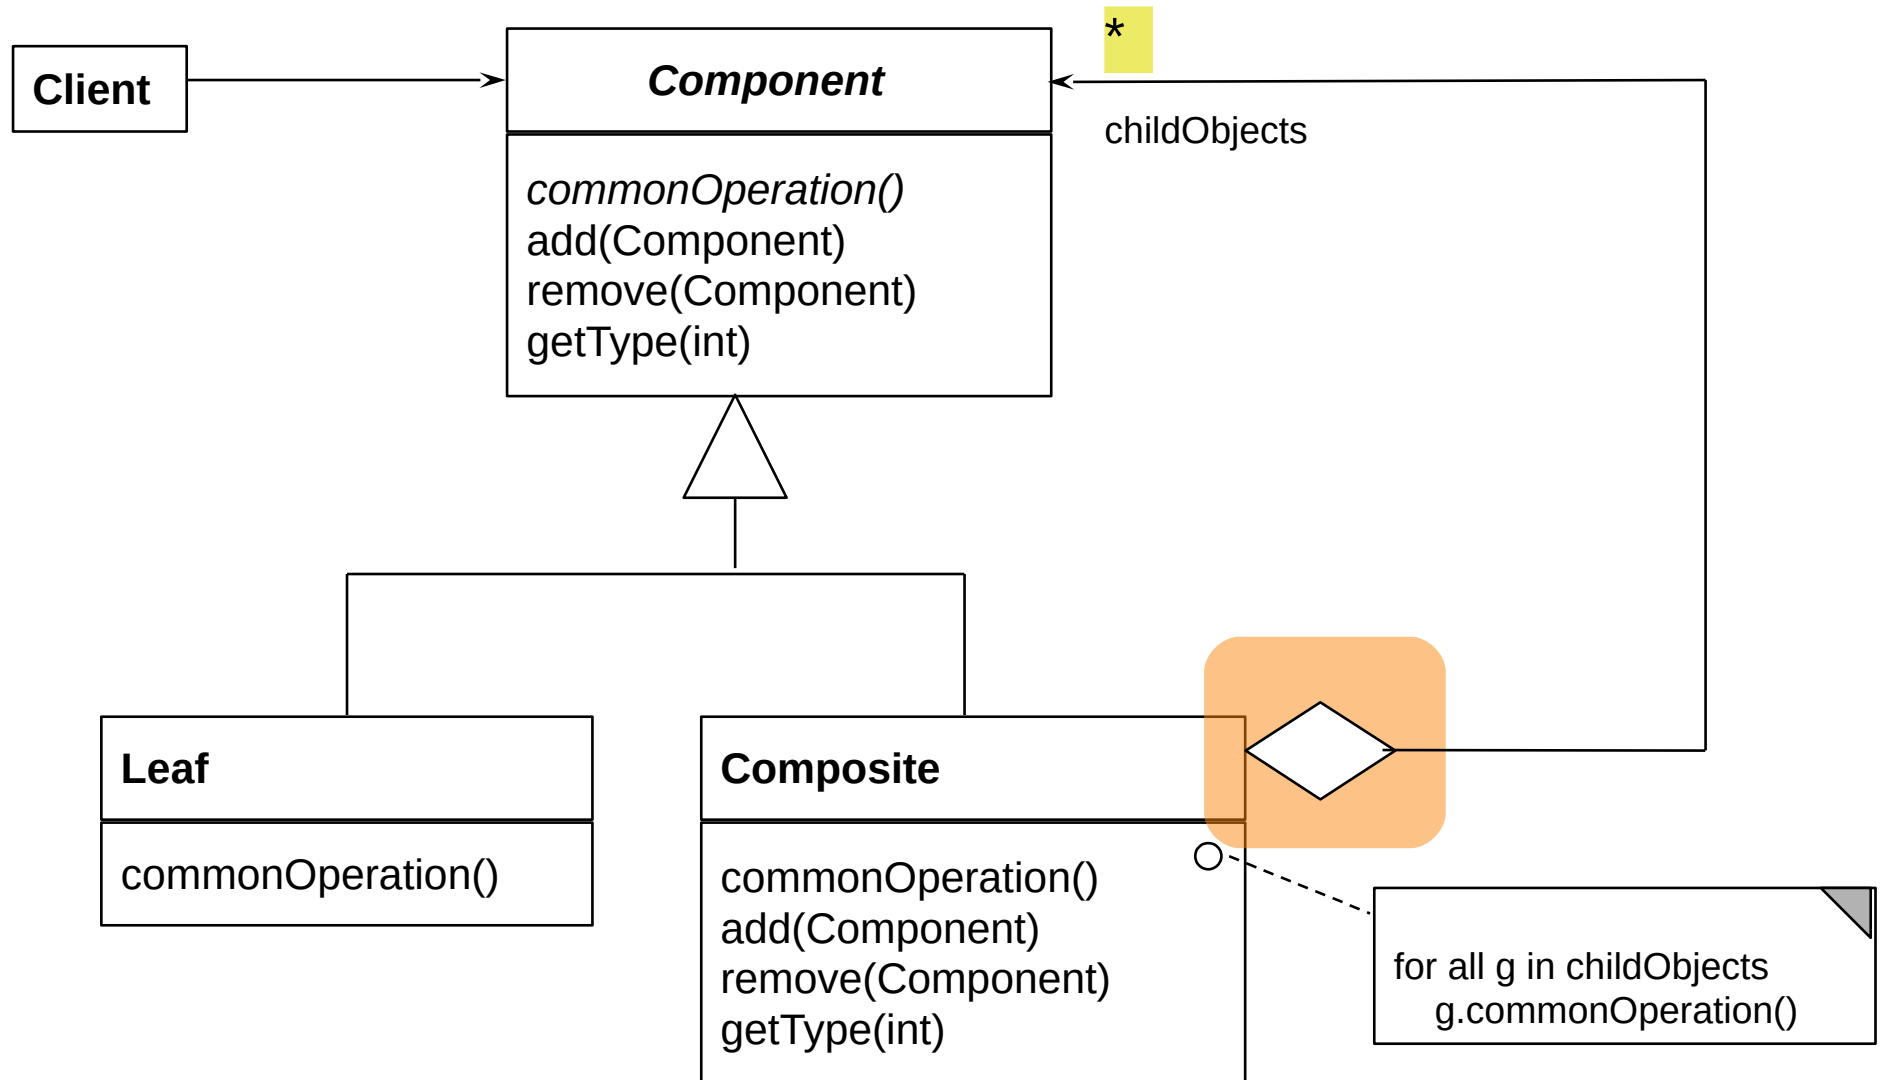 *
Client
Component
childObjects
commonOperation()
add(Component)
remove(Component)
getType(int)
Leaf
commonOperation()
Composite
commonOperation()
add(Component)
remove(Component)
getType(int)
for all g in childObjects
g.commonOperation()